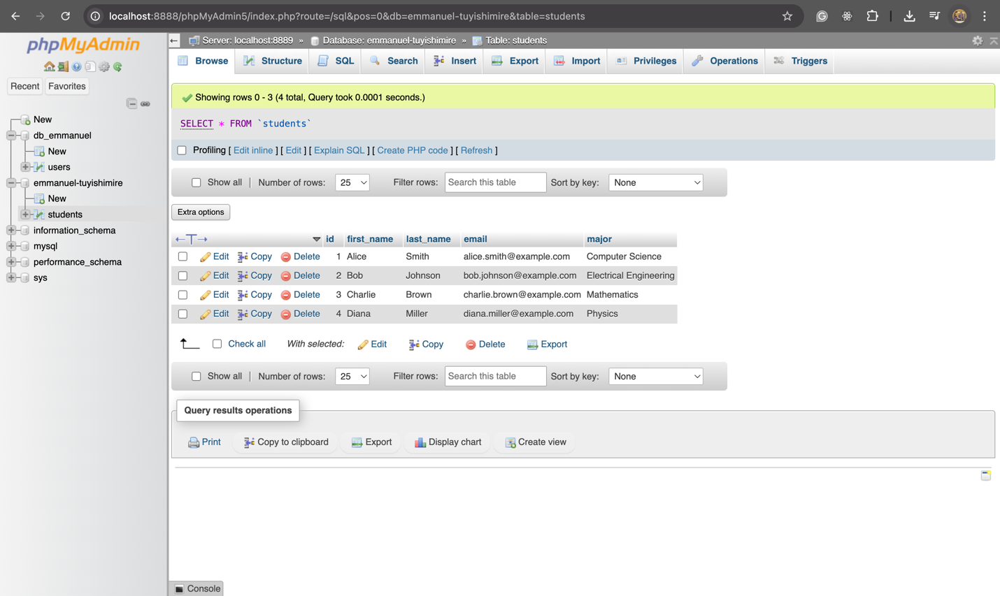 localhost:8888/phpMyAdmin5/index.php?route=/sql&pos=0&db=emmanuel-tuyishimire&table=students
phpMyAdmin
Recent Favorites
New
db_emmanuel
New
users
emmanuel-tuyishimire
New
students
information_schema
mysql
performance_schema
sys
Server: localhost:8889 » Database: emmanuel-tuyishimire » Table: students
Browse Structure SQL Search Insert Export Import Privileges Operations Triggers
Showing rows 0 - 3 (4 total, Query took 0.0001 seconds.)
SELECT * FROM `students`
Profiling [ Edit inline ] [ Edit ] [ Explain SQL ] [ Create PHP code ] [ Refresh ]
Show all | Number of rows: 25 Filter rows: Search this table Sort by key: None
Extra options
id first_name last_name email major
Edit Copy Delete 1 Alice Smith alice.smith@example.com Computer Science
Edit Copy Delete 2 Bob Johnson bob.johnson@example.com Electrical Engineering
Edit Copy Delete 3 Charlie Brown charlie.brown@example.com Mathematics
Edit Copy Delete 4 Diana Miller diana.miller@example.com Physics
Check all With selected: Edit Copy Delete Export
Show all | Number of rows: 25 Filter rows: Search this table Sort by key: None
Query results operations
Print Copy to clipboard Export Display chart Create view
Console